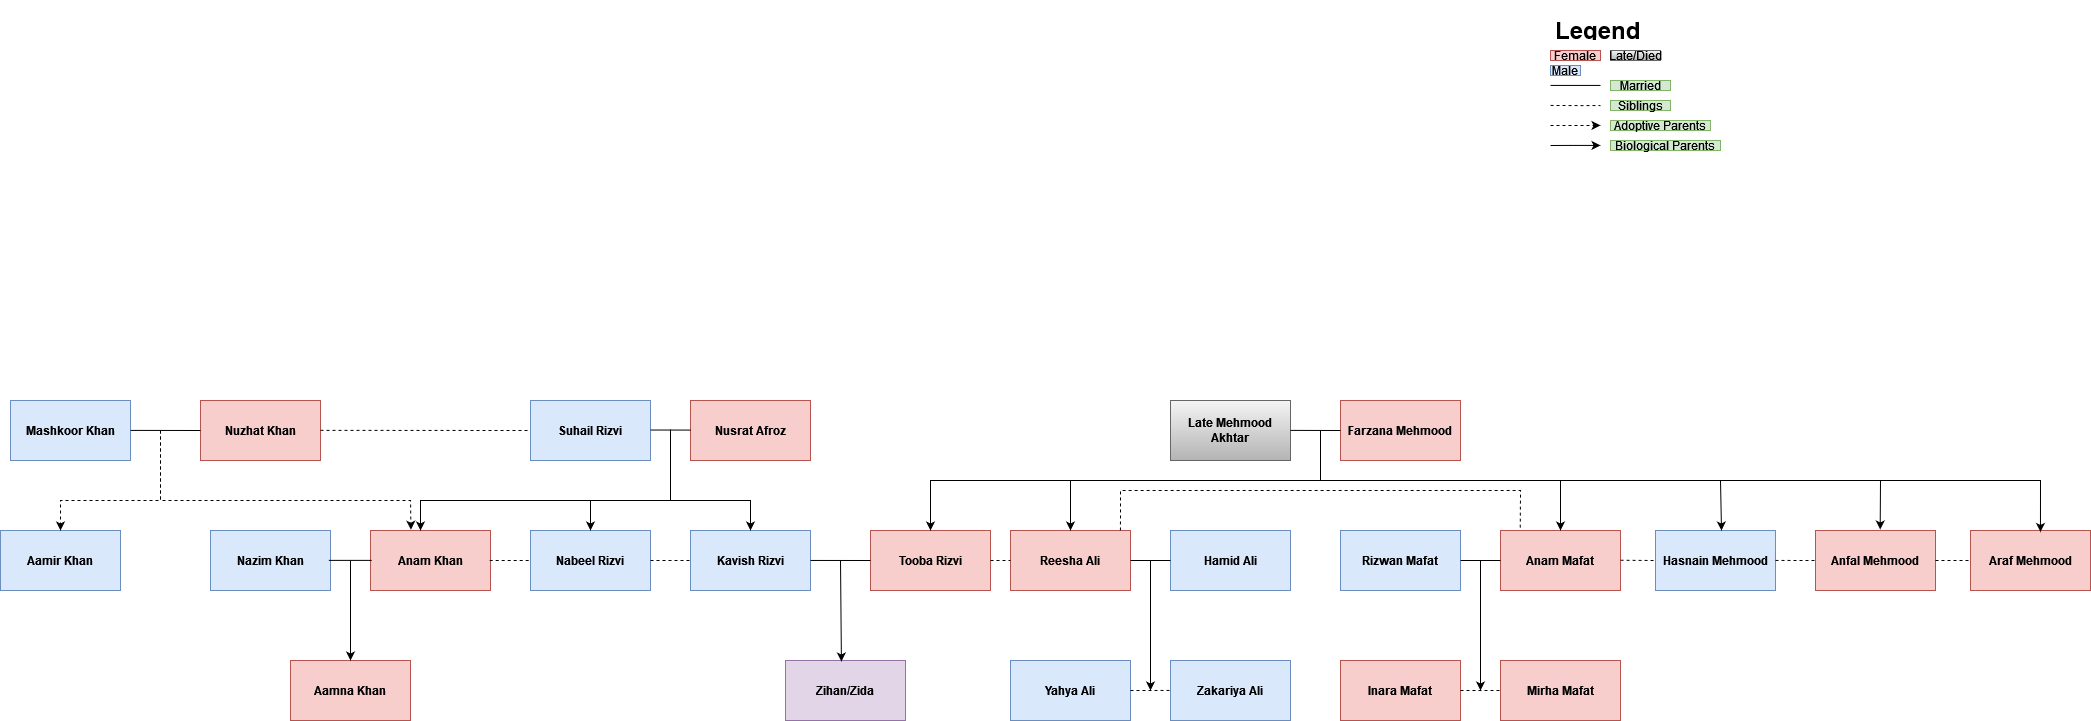 Legend
Female
Late/Died
Male
Married
Siblings
Adoptive Parents
Biological Parents
Mashkoor Khan
Nuzhat Khan
Suhail Rizvi
Nusrat Afroz
Late Mehmood
Akhtar
Farzana Mehmood
Aamir Khan
Nazim Khan
Anam Khan
Nabeel Rizvi
Kavish Rizvi
Tooba Rizvi
Reesha Ali
Hamid Ali
Rizwan Mafat
Anam Mafat
Hasnain Mehmood
Anfal Mehmood
Araf Mehmood
Aamna Khan
Zihan/Zida
Yahya Ali
Zakariya Ali
Inara Mafat
Mirha Mafat